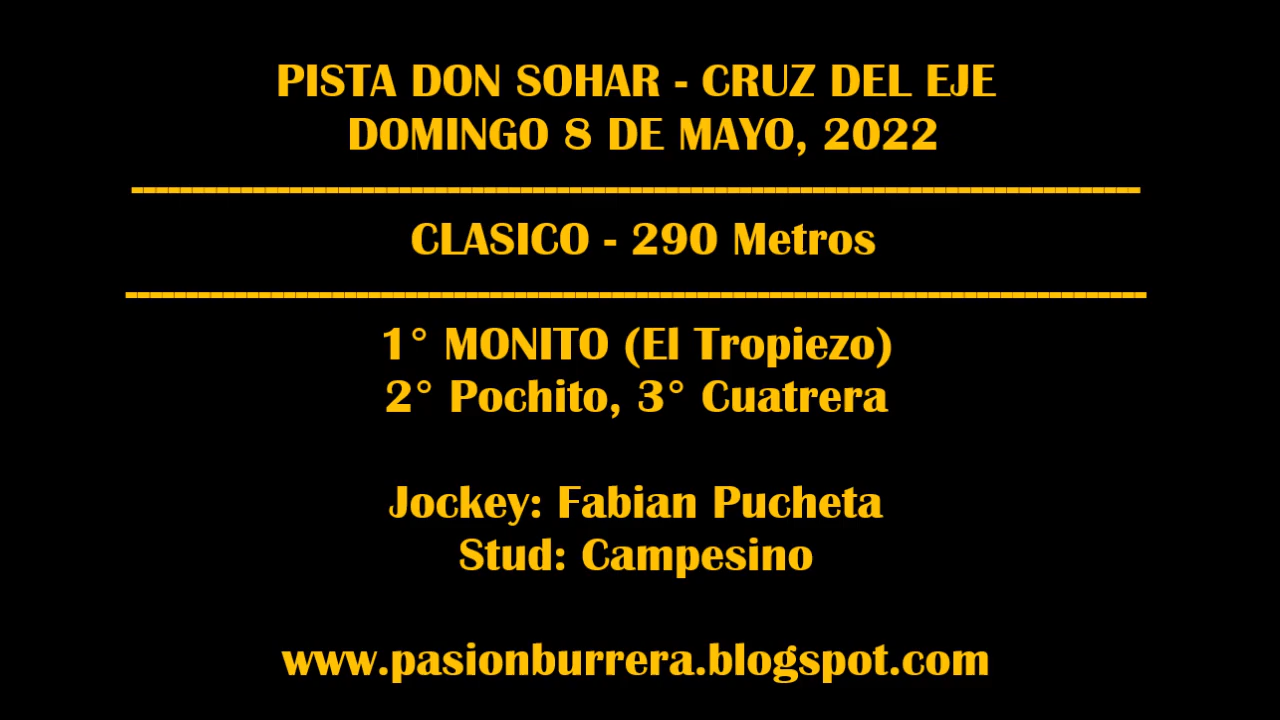 PISTA DON SOHAR - CRUZ DEL EJE
DOMINGO 8 DE MAYO, 2022
CLASICO - 290 Metros
1° MONITO (El Tropiezo)
2° Pochito, 3° Cuatrera
Jockey: Fabian Pucheta
Stud: Campesino
www.pasionburrera.blogspot.com